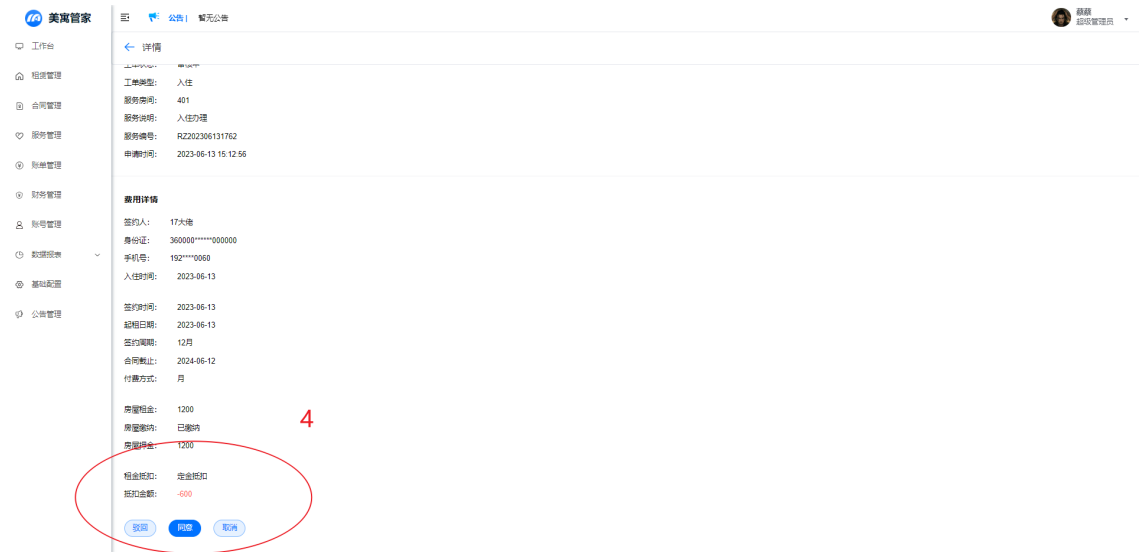 美寓管家
公告 | 暂无公告
蔡蔡
超级管理员
工作台
租赁管理
合同管理
服务管理
账单管理
财务管理
账号管理
数据报表
基础配置
公告管理
详情
工单类型: 入住
服务房间: 401
服务说明: 入住办理
服务编号: RZ202306131762
申请时间: 2023-06-13 15:12:56
费用详情
签约人: 17大佬
身份证: 360000******000000
手机号: 192****0060
入住时间: 2023-06-13
签约时间: 2023-06-13
起租日期: 2023-06-13
签约周期: 12月
合同截止: 2024-06-12
付费方式: 月
房屋租金: 1200
房屋缴纳: 已缴纳
房屋押金: 1200
4
租金抵扣: 定金抵扣
抵扣金额: -600
驳回 同意 取消